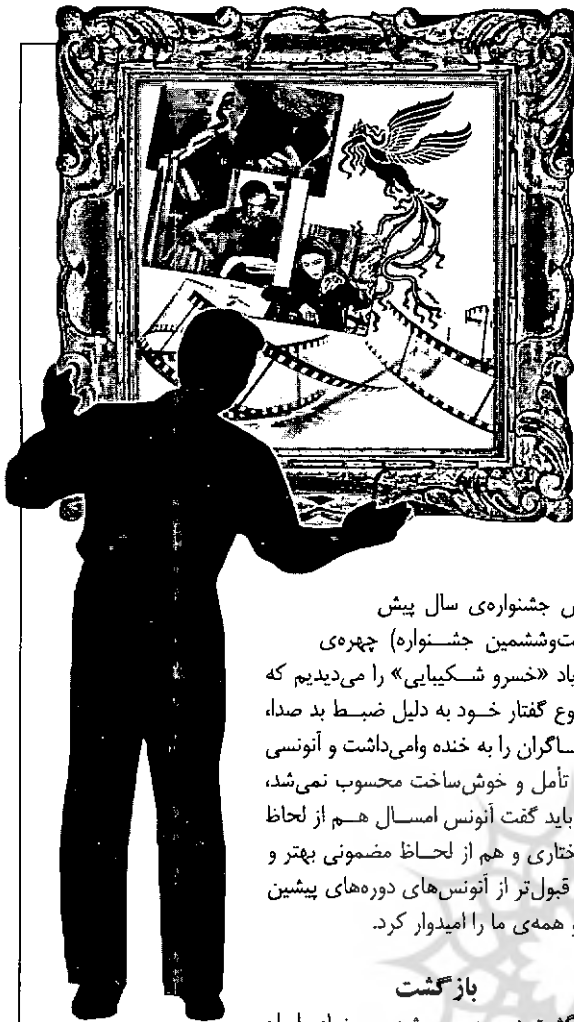 س جشنواره‌ی سال پیش
ت‌وششمین جشنواره) چهره‌ی
یاد «خسرو شکیبایی» را می‌دیدیم که
وع گفتار خود به دلیل ضبط بد صدا،
ساگران را به خنده وامی‌داشت و آنونسی
تأمل و خوش‌ساخت محسوب نمی‌شد،
باید گفت آنونس امسال هم از لحاظ
ختاری و هم از لحاظ مضمونی بهتر و
قبول‌تر از آنونس‌های دوره‌های پیشین
و همه‌ی ما را امیدوار کرد.
بازگشت